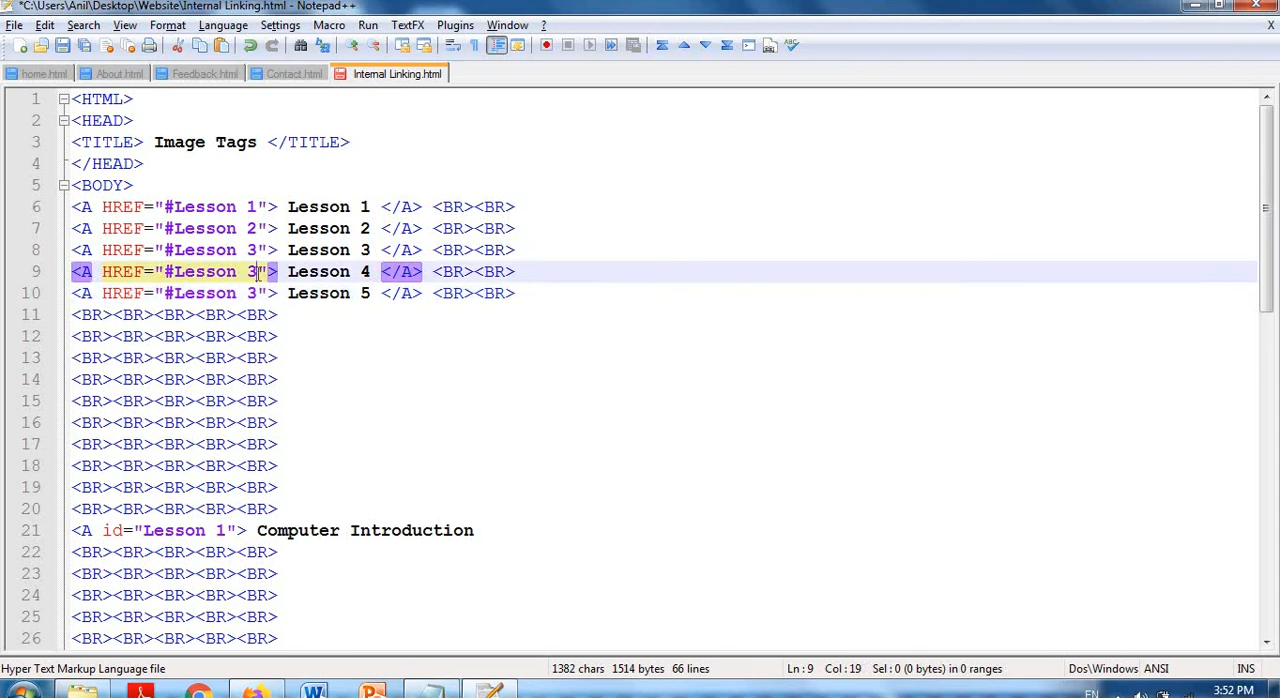 *C:\Users\Anil\Desktop\Website\Internal Linking.html - Notepad++
File Edit Search View Format Language Settings Macro Run TextFX Plugins Window ? X
home.html About.html Feedback.html Contact.html Internal Linking.html
1 <HTML>
2 <HEAD>
3 <TITLE> Image Tags </TITLE>
4 </HEAD>
5 <BODY>
6 <A HREF="#Lesson 1"> Lesson 1 </A> <BR><BR>
7 <A HREF="#Lesson 2"> Lesson 2 </A> <BR><BR>
8 <A HREF="#Lesson 3"> Lesson 3 </A> <BR><BR>
9 <A HREF="#Lesson 3"> Lesson 4 </A> <BR><BR>
10 <A HREF="#Lesson 3"> Lesson 5 </A> <BR><BR>
11 <BR><BR><BR><BR><BR>
12 <BR><BR><BR><BR><BR>
13 <BR><BR><BR><BR><BR>
14 <BR><BR><BR><BR><BR>
15 <BR><BR><BR><BR><BR>
16 <BR><BR><BR><BR><BR>
17 <BR><BR><BR><BR><BR>
18 <BR><BR><BR><BR><BR>
19 <BR><BR><BR><BR><BR>
20 <BR><BR><BR><BR><BR>
21 <A id="Lesson 1"> Computer Introduction
22 <BR><BR><BR><BR><BR>
23 <BR><BR><BR><BR><BR>
24 <BR><BR><BR><BR><BR>
25 <BR><BR><BR><BR><BR>
26 <BR><BR><BR><BR><BR>
Hyper Text Markup Language file 1382 chars 1514 bytes 66 lines Ln : 9 Col : 19 Sel : 0 (0 bytes) in 0 ranges Dos\Windows ANSI INS
EN 3:52 PM